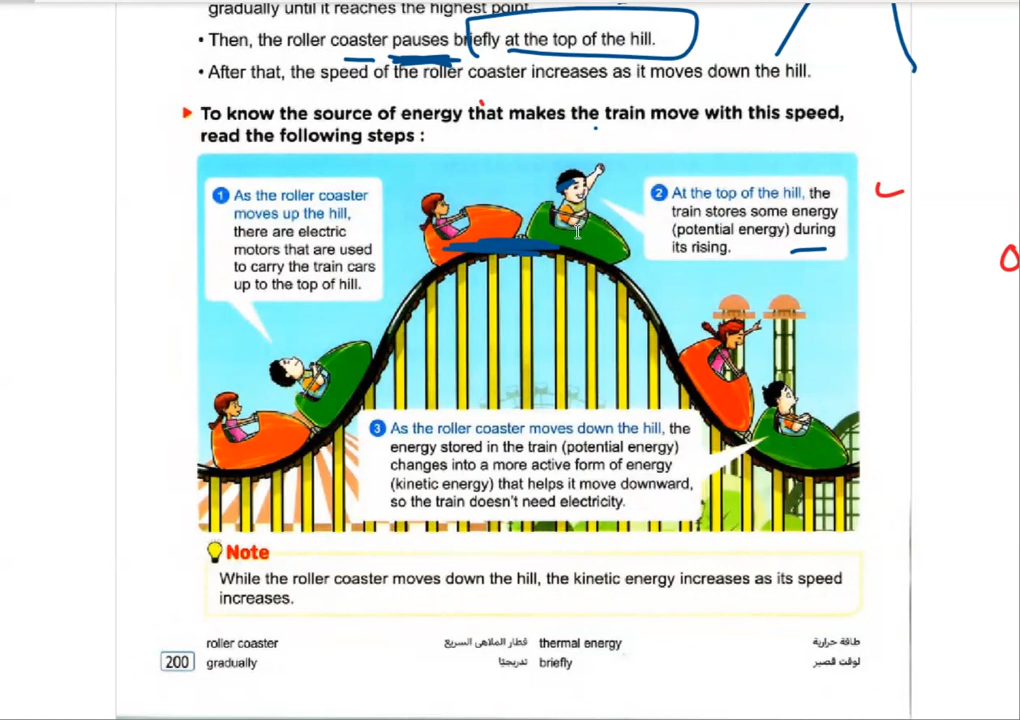 gradually until it reaches the highest point
• Then, the roller coaster pauses briefly at the top of the hill.
• After that, the speed of the roller coaster increases as it moves down the hill.
To know the source of energy that makes the train move with this speed,
read the following steps :
1 As the roller coaster
moves up the hill,
there are electric
motors that are used
to carry the train cars
up to the top of hill.
2 At the top of the hill, the
train stores some energy
(potential energy) during
its rising.
3 As the roller coaster moves down the hill, the
energy stored in the train (potential energy)
changes into a more active form of energy
(kinetic energy) that helps it move downward,
so the train doesn't need electricity.
Note
While the roller coaster moves down the hill, the kinetic energy increases as its speed
increases.
roller coaster قطار الملاهى السريع thermal energy طاقة حرارية
200 gradually تدريجيًا briefly لوقت قصير